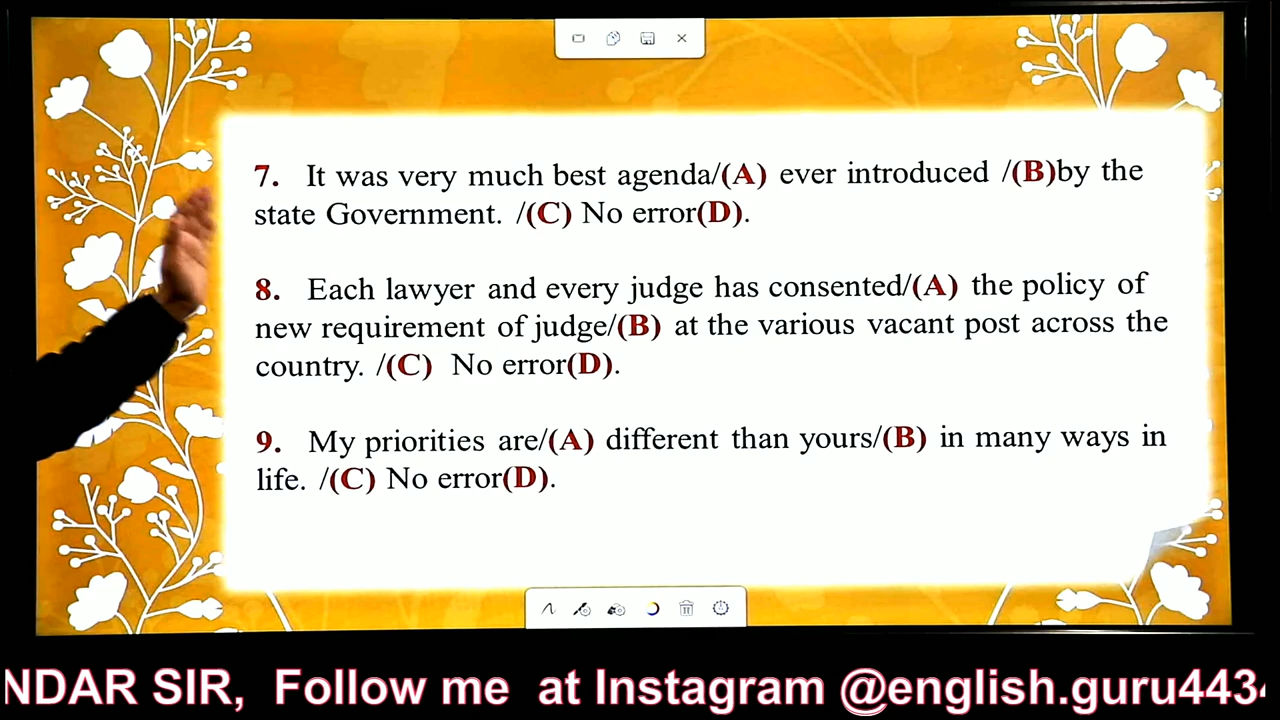 7. It was very much best agenda/(A) ever introduced /(B)by the
state Government. /(C) No error(D).
8. Each lawyer and every judge has consented/(A) the policy of
new requirement of judge/(B) at the various vacant post across the
country. /(C) No error(D).
9. My priorities are/(A) different than yours/(B) in many ways in
life. /(C) No error(D).
NDAR SIR, Follow me at Instagram @english.guru443